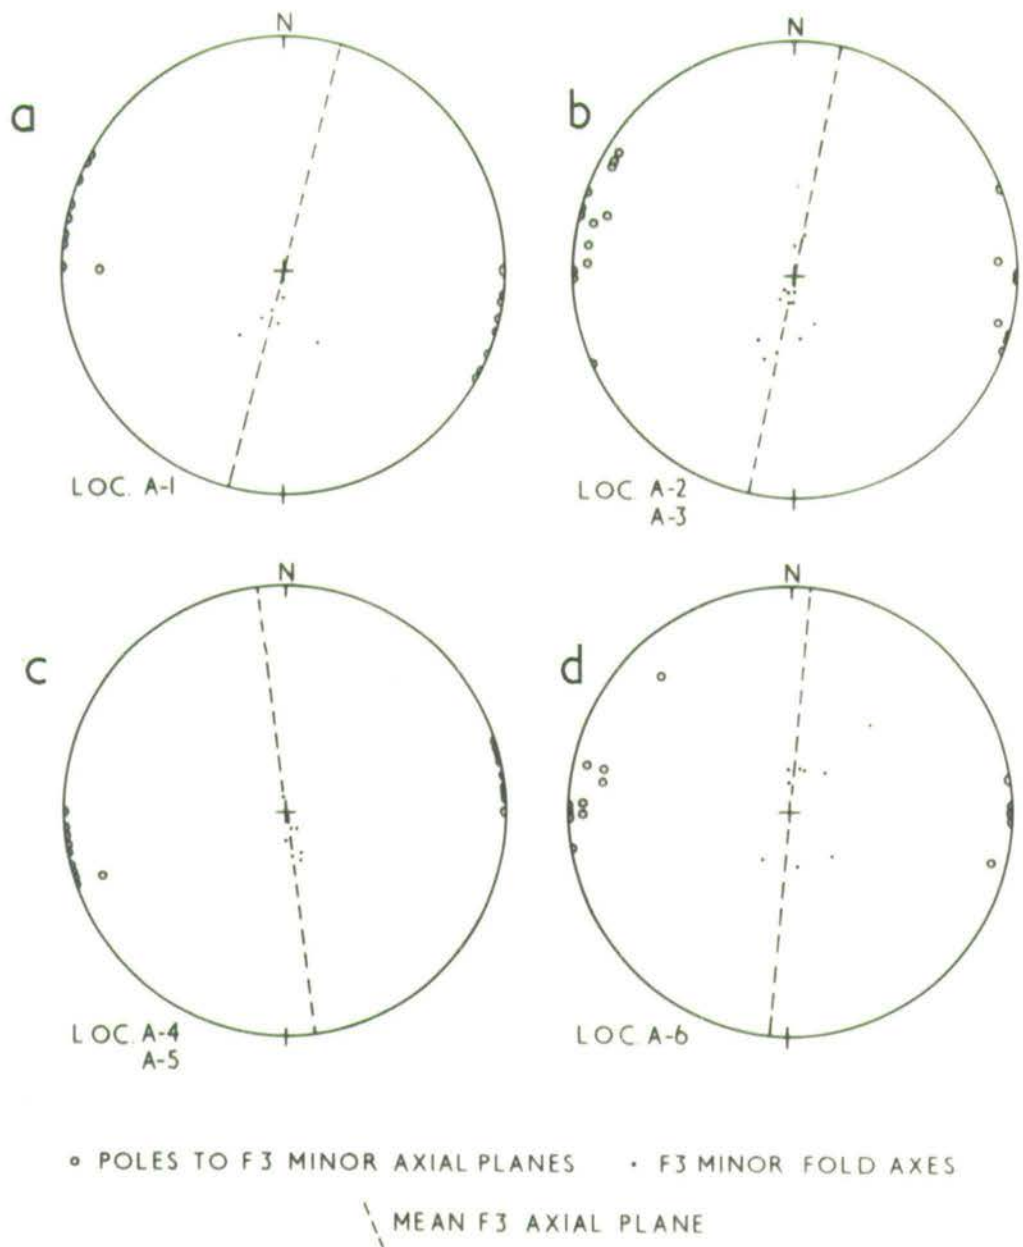 N
N
a
b
LOC. A-1
LOC A-2
A-3
N
N
c
d
LOC. A-4
A-5
LOC A-6
POLES TO F3 MINOR AXIAL PLANES
F3 MINOR FOLD AXES
MEAN F3 AXIAL PLANE